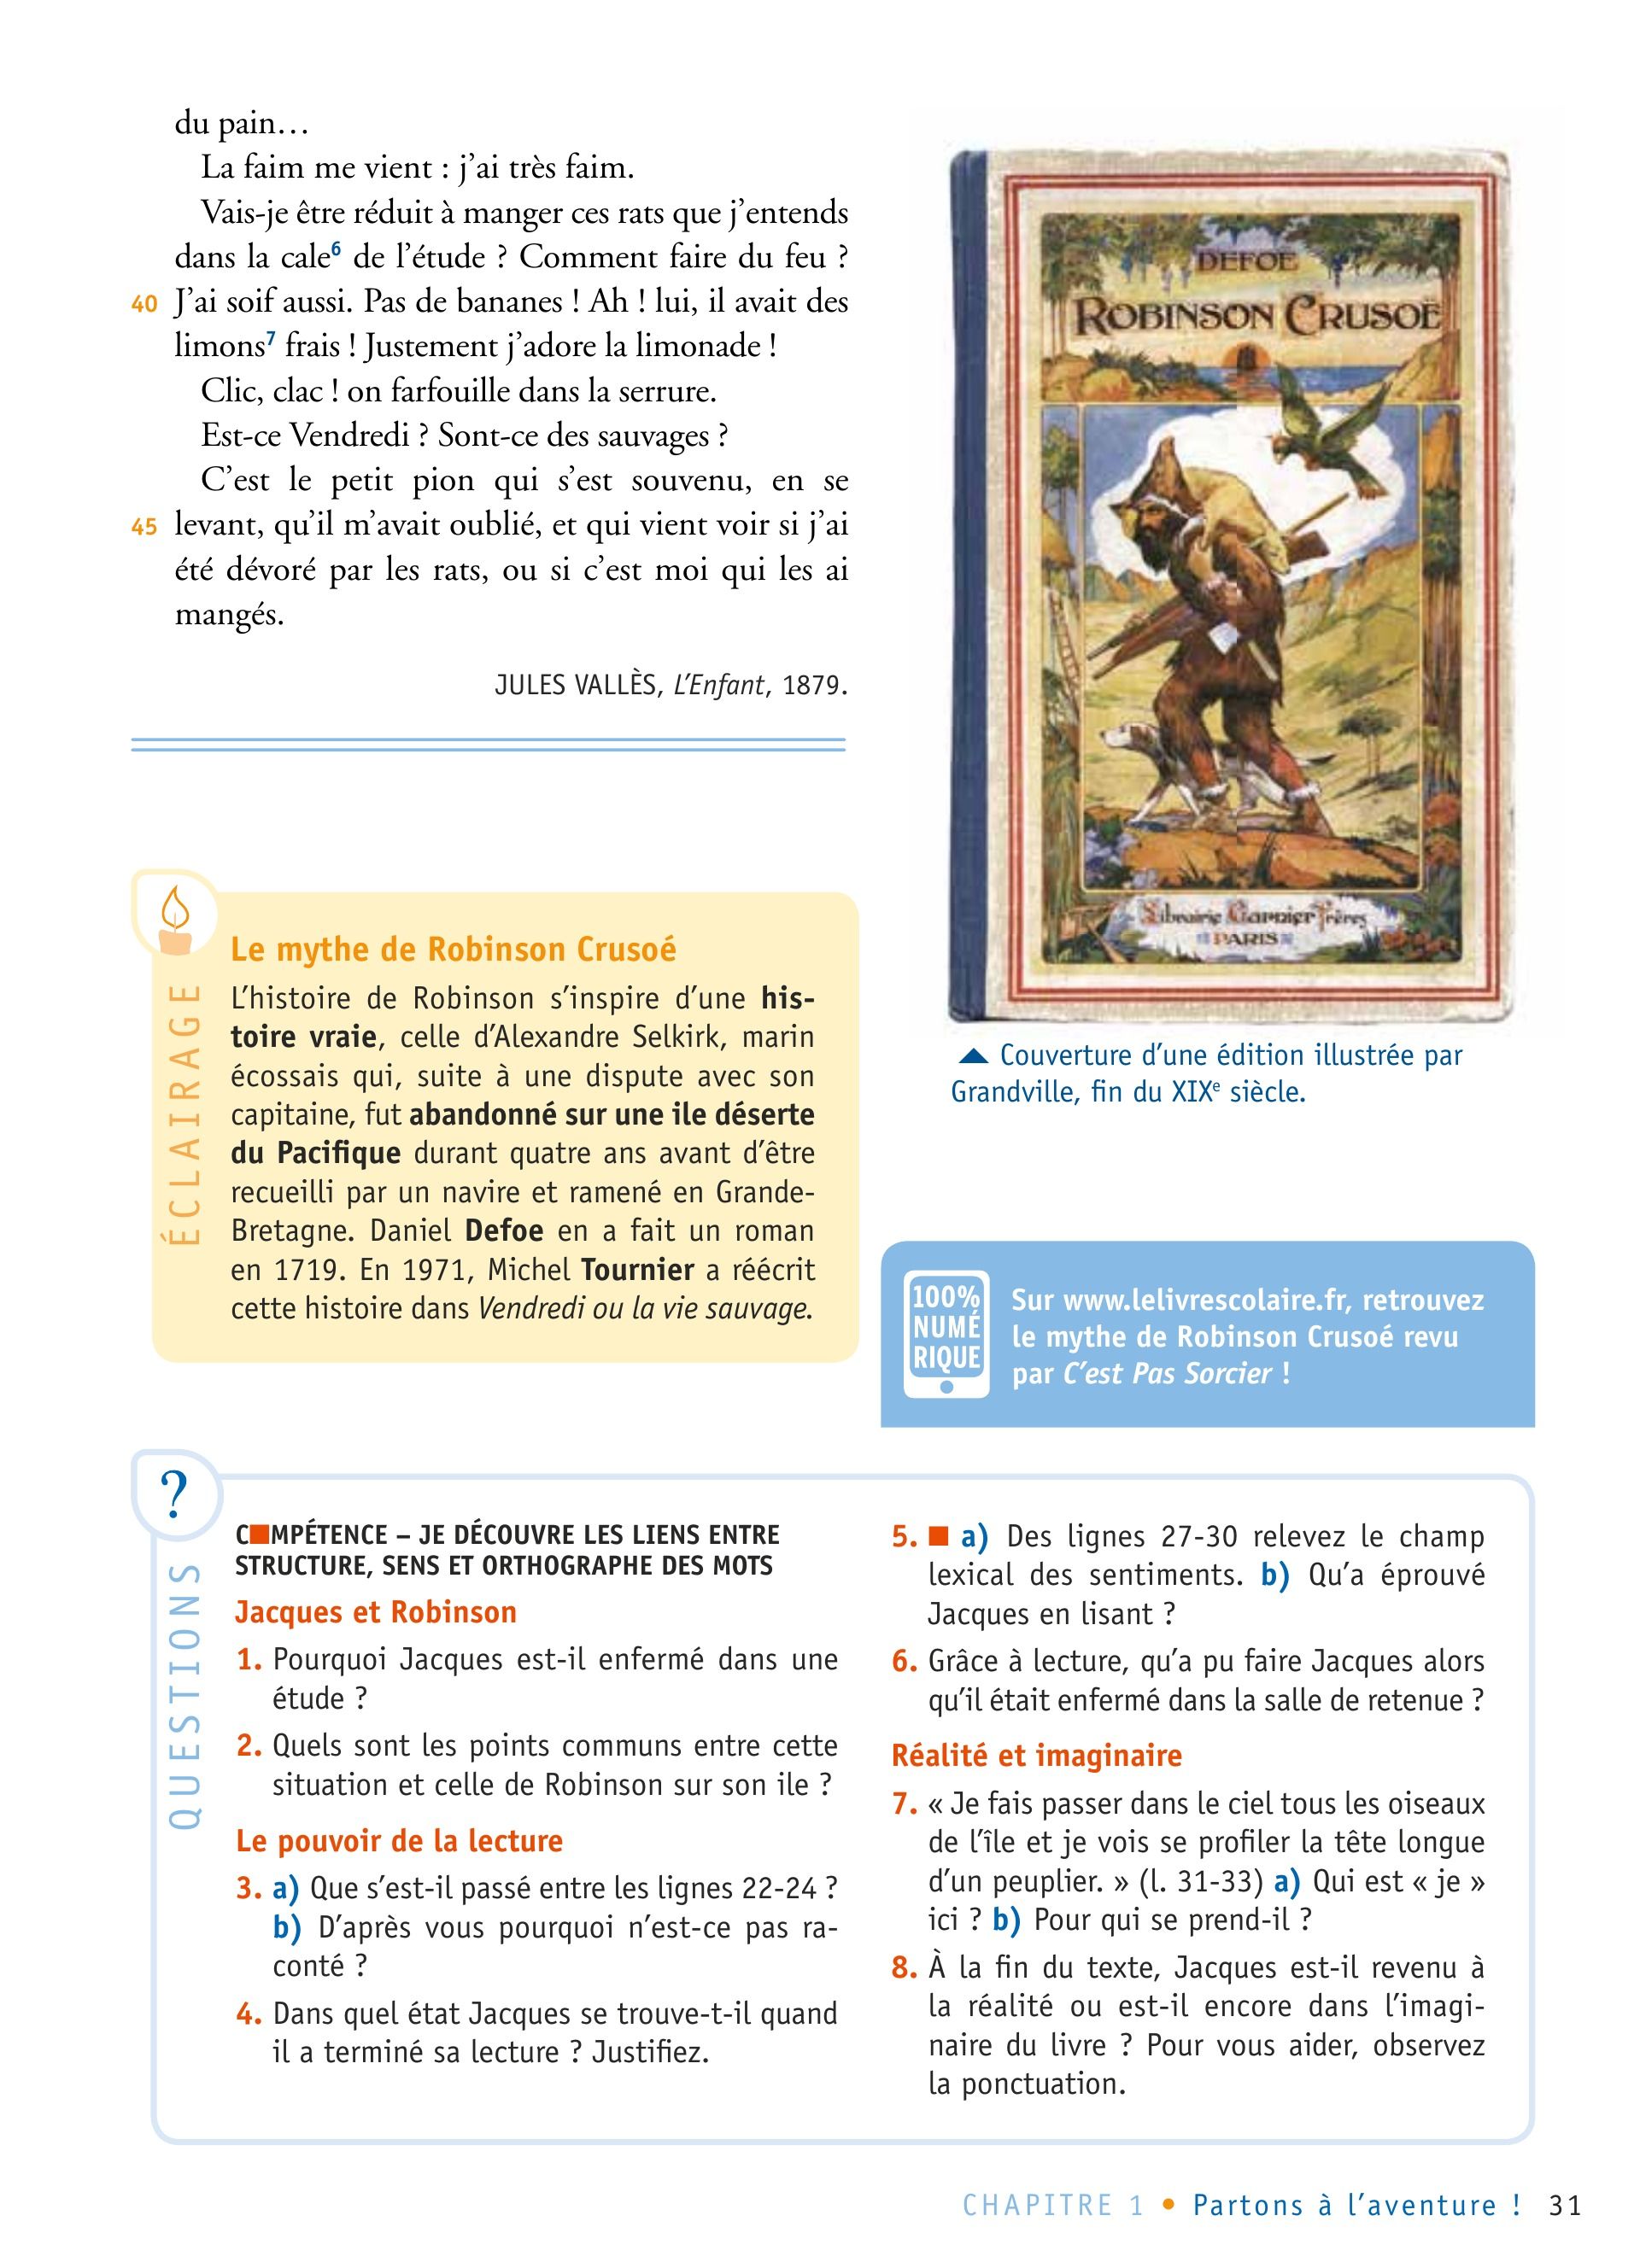 du pain…
La faim me vient : j’ai très faim.
Vais-je être réduit à manger ces rats que j’entends
dans la cale⁶ de l’étude ? Comment faire du feu ?
40 J’ai soif aussi. Pas de bananes ! Ah ! lui, il avait des
limons⁷ frais ! Justement j’adore la limonade !
Clic, clac ! on farfouille dans la serrure.
Est-ce Vendredi ? Sont-ce des sauvages ?
C’est le petit pion qui s’est souvenu, en se
45 levant, qu’il m’avait oublié, et qui vient voir si j’ai
été dévoré par les rats, ou si c’est moi qui les ai
mangés.
JULES VALLÈS, L’Enfant, 1879.
DEFOE
ROBINSON CRUSOË
Librairie Garnier Frères
PARIS
▲ Couverture d’une édition illustrée par
Grandville, fin du XIXᵉ siècle.
ÉCLAIRAGE
Le mythe de Robinson Crusoé
L’histoire de Robinson s’inspire d’une his-
toire vraie, celle d’Alexandre Selkirk, marin
écossais qui, suite à une dispute avec son
capitaine, fut abandonné sur une ile déserte
du Pacifique durant quatre ans avant d’être
recueilli par un navire et ramené en Grande-
Bretagne. Daniel Defoe en a fait un roman
en 1719. En 1971, Michel Tournier a réécrit
cette histoire dans Vendredi ou la vie sauvage.
100%
NUMÉ
RIQUE
Sur www.lelivrescolaire.fr, retrouvez
le mythe de Robinson Crusoé revu
par C’est Pas Sorcier !
?
QUESTIONS
C■MPÉTENCE – JE DÉCOUVRE LES LIENS ENTRE
STRUCTURE, SENS ET ORTHOGRAPHE DES MOTS
Jacques et Robinson
1. Pourquoi Jacques est-il enfermé dans une
étude ?
2. Quels sont les points communs entre cette
situation et celle de Robinson sur son ile ?
Le pouvoir de la lecture
3. a) Que s’est-il passé entre les lignes 22-24 ?
b) D’après vous pourquoi n’est-ce pas ra-
conté ?
4. Dans quel état Jacques se trouve-t-il quand
il a terminé sa lecture ? Justifiez.
5. ■ a) Des lignes 27-30 relevez le champ
lexical des sentiments. b) Qu’a éprouvé
Jacques en lisant ?
6. Grâce à lecture, qu’a pu faire Jacques alors
qu’il était enfermé dans la salle de retenue ?
Réalité et imaginaire
7. « Je fais passer dans le ciel tous les oiseaux
de l’île et je vois se profiler la tête longue
d’un peuplier. » (l. 31-33) a) Qui est « je »
ici ? b) Pour qui se prend-il ?
8. À la fin du texte, Jacques est-il revenu à
la réalité ou est-il encore dans l’imagi-
naire du livre ? Pour vous aider, observez
la ponctuation.
CHAPITRE 1 • Partons à l’aventure ! 31